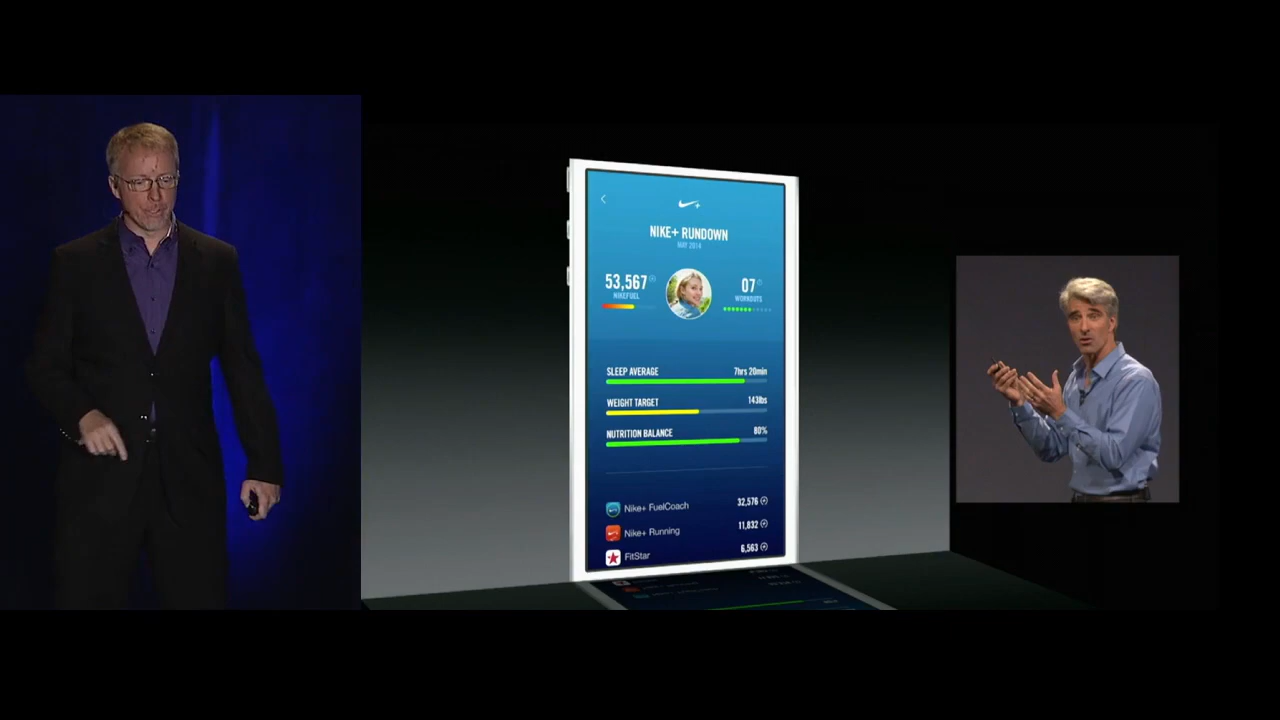 NIKE+ RUNDOWN
MAY 2014
53,567
NIKEFUEL
07
WORKOUTS
SLEEP AVERAGE 7hrs 20min
WEIGHT TARGET 143lbs
NUTRITION BALANCE 80%
Nike+ FuelCoach 32,576
Nike+ Running 11,832
FitStar 6,563